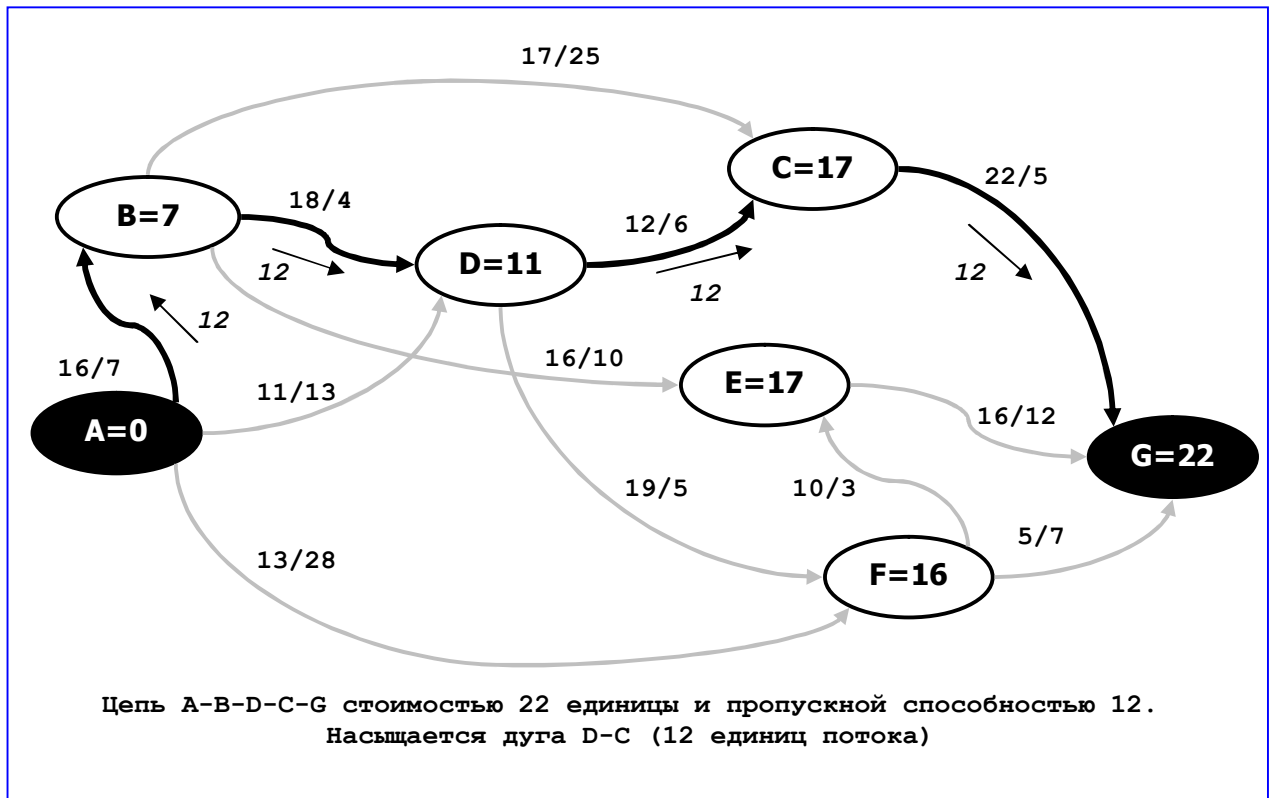 17/25
C=17
22/5
B=7
18/4
12/6
D=11
12
12
12
12
16/7
16/10
E=17
11/13
16/12
A=0
G=22
19/5
10/3
5/7
13/28
F=16
Цепь A-B-D-C-G стоимостью 22 единицы и пропускной способностью 12.
Насыщается дуга D-C (12 единиц потока)